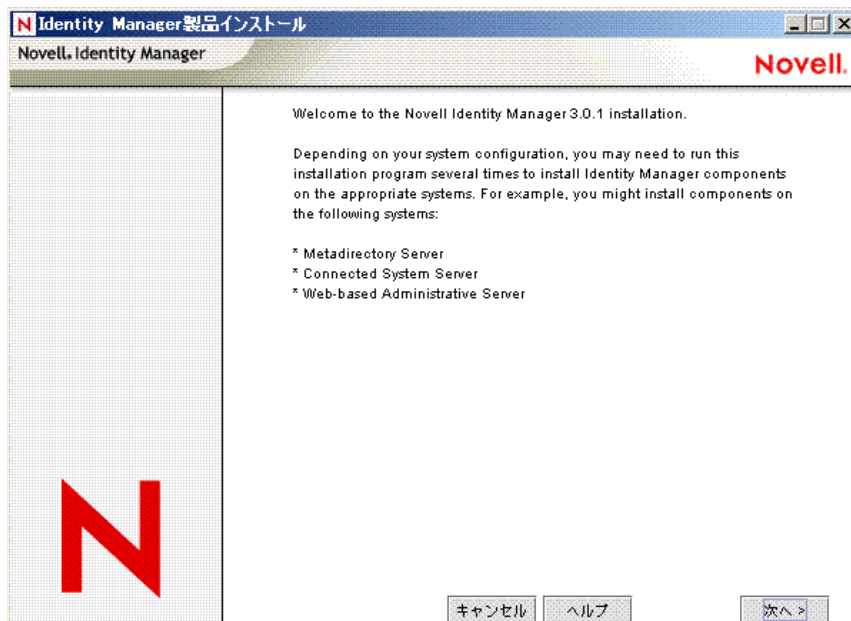 Identity Manager製品インストール
Novell. Identity Manager
Novell.
Welcome to the Novell Identity Manager 3.0.1 installation.
Depending on your system configuration, you may need to run this
installation program several times to install Identity Manager components
on the appropriate systems. For example, you might install components on
the following systems:
* Metadirectory Server
* Connected System Server
* Web-based Administrative Server
キャンセル ヘルプ 次へ >